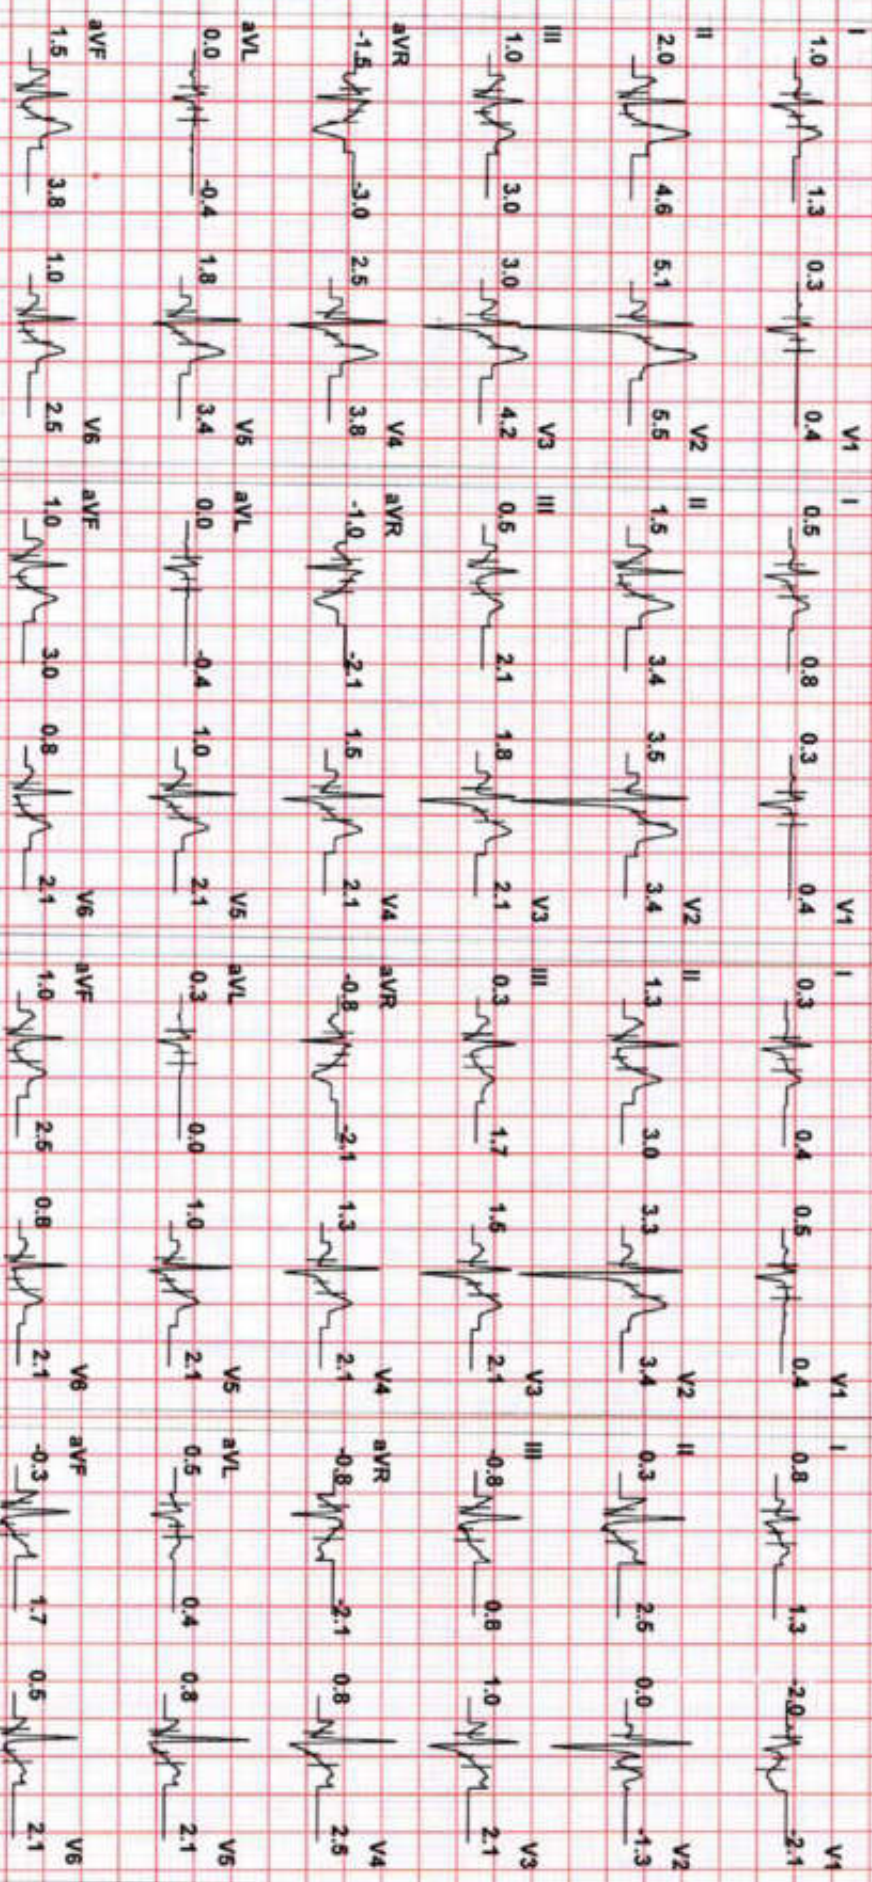 I V1 I V1 I V1 I V1
1.0 1.3 0.3 0.4 0.5 0.8 0.3 0.4 0.3 0.4 0.5 0.4 0.8 1.3 -2.0 -2.1
II V2 II V2 II V2 II V2
2.0 4.6 5.1 5.5 1.5 3.4 3.5 3.4 1.3 3.0 3.3 3.4 0.3 2.5 0.0 -1.3
III V3 III V3 III V3 III V3
1.0 3.0 3.0 4.2 0.5 2.1 1.8 2.1 0.3 1.7 1.5 2.1 -0.8 0.8 1.0 2.1
aVR V4 aVR V4 aVR V4 aVR V4
-1.5 -3.0 2.5 3.8 -1.0 -2.1 1.5 2.1 -0.8 -2.1 1.3 2.1 -0.8 -2.1 0.8 2.5
aVL V5 aVL V5 aVL V5 aVL V5
0.0 -0.4 1.8 3.4 0.0 -0.4 1.0 2.1 0.3 0.0 1.0 2.1 0.5 0.4 0.8 2.1
aVF V6 aVF V6 aVF V6 aVF V6
1.5 3.8 1.0 2.5 1.0 3.0 0.8 2.1 1.0 2.5 0.8 2.1 -0.3 1.7 0.5 2.1